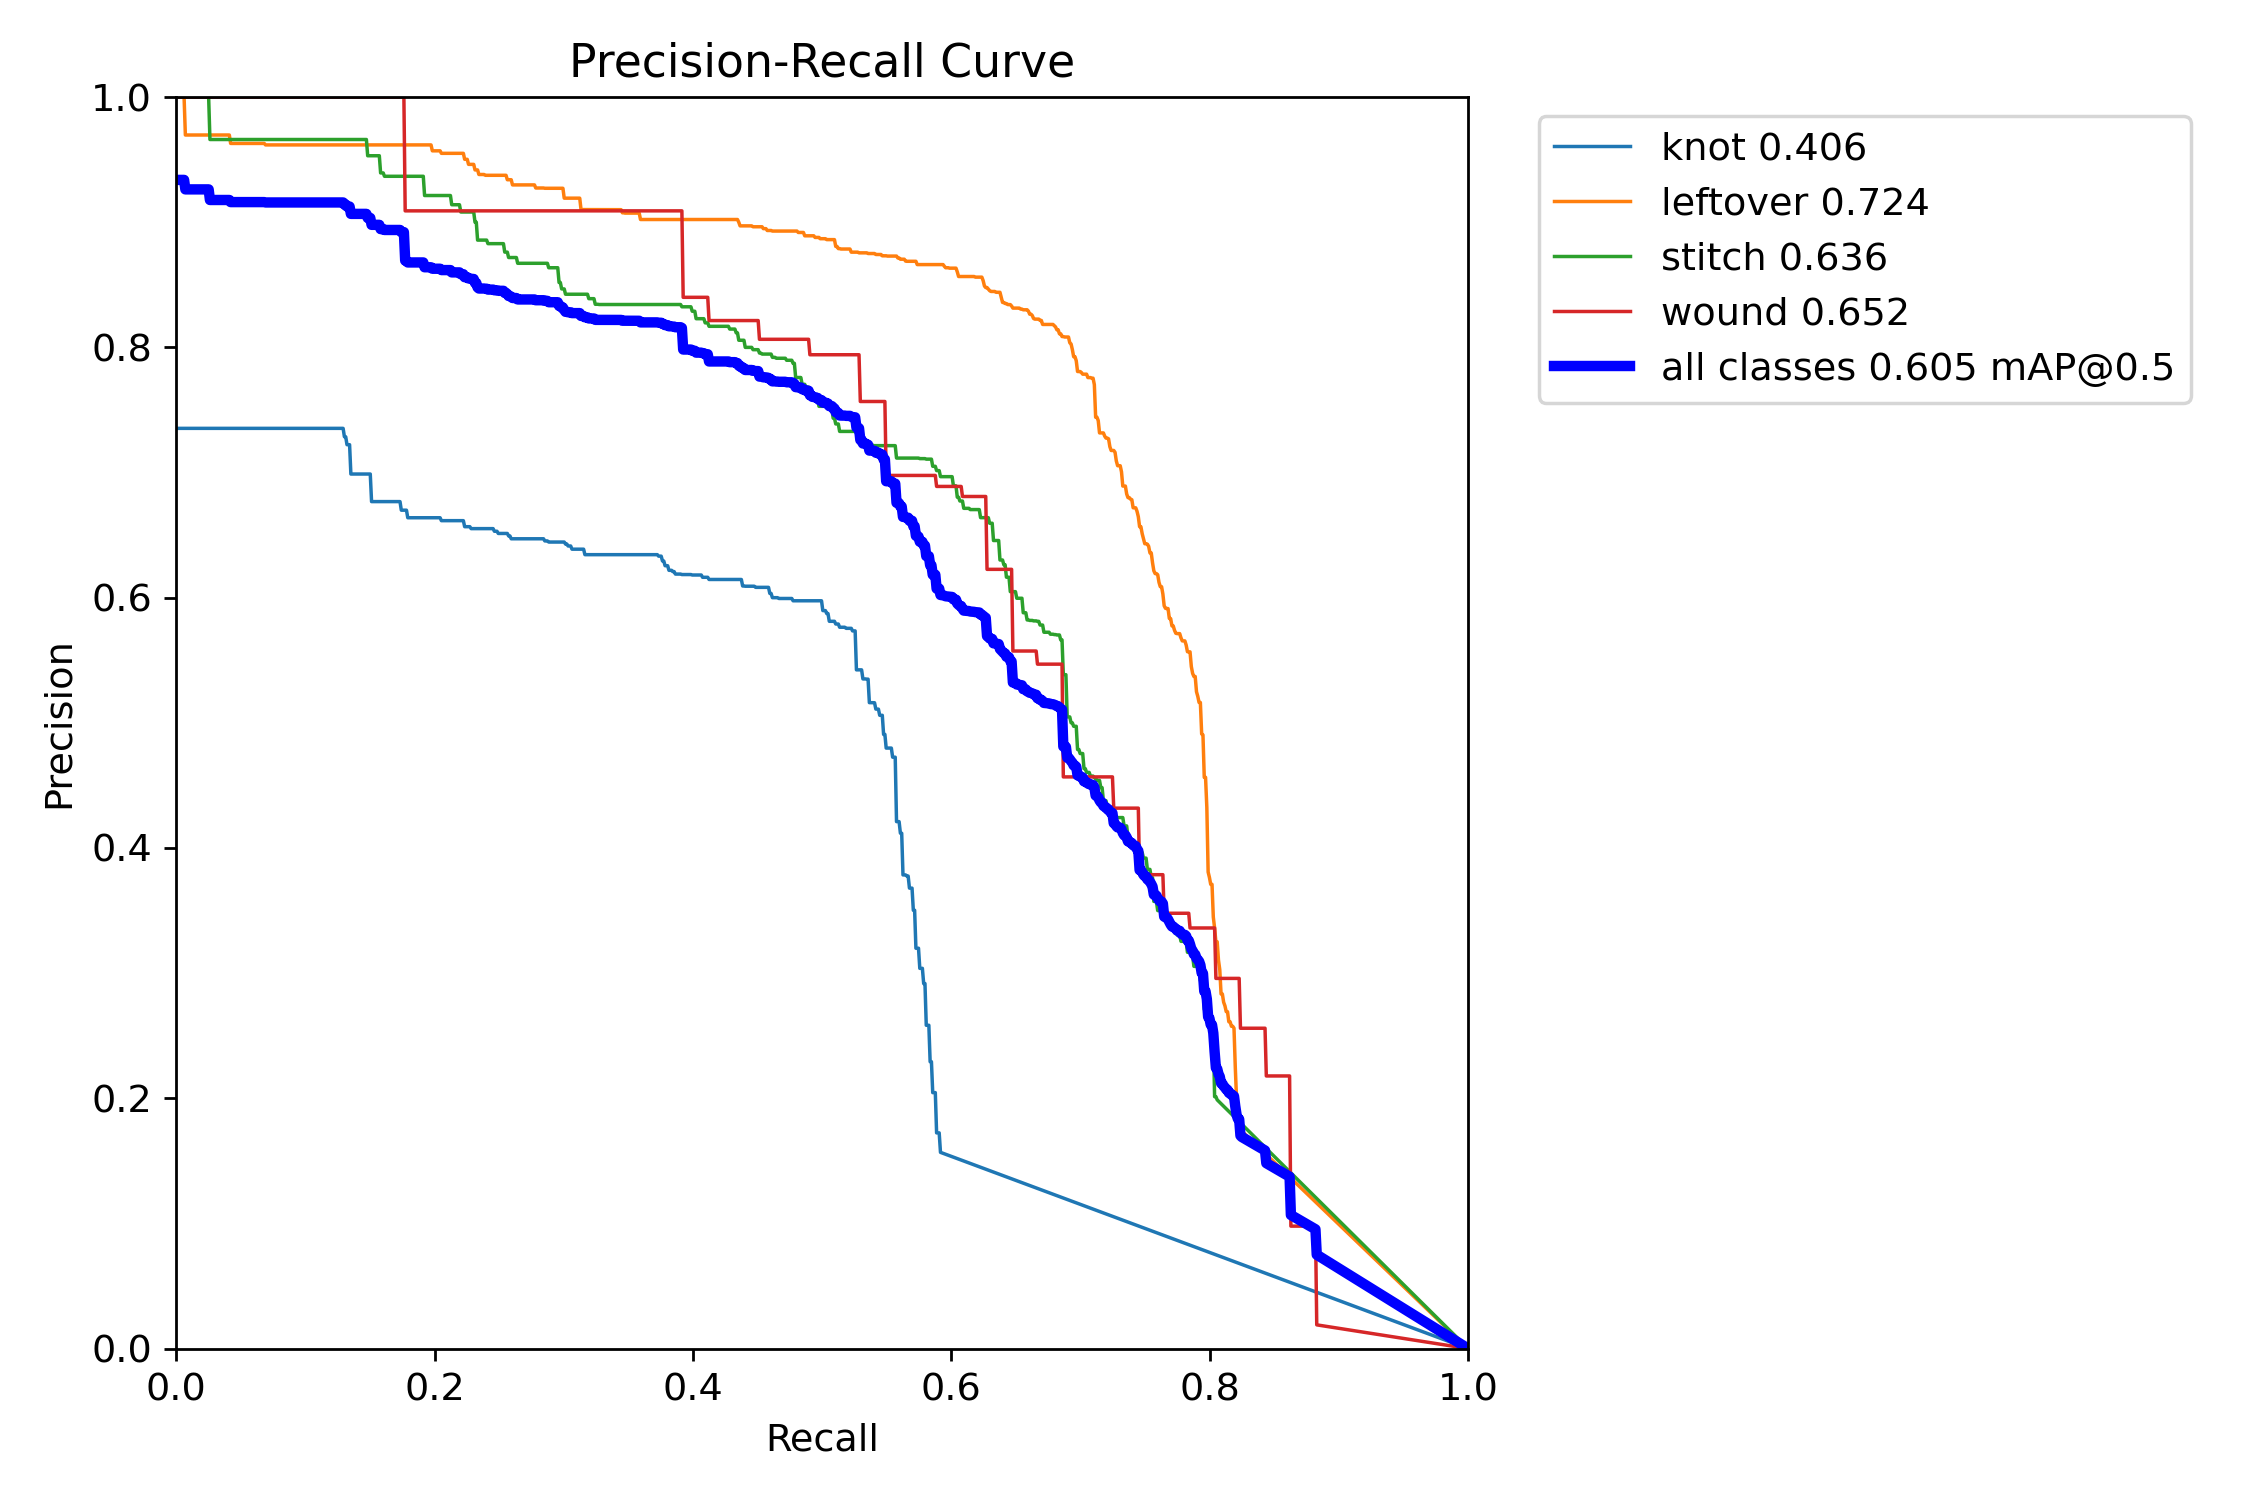 Precision-Recall Curve
1.0
0.8
0.6
0.4
0.2
0.0
Precision
0.0 0.2 0.4 0.6 0.8 1.0
Recall
knot 0.406
leftover 0.724
stitch 0.636
wound 0.652
all classes 0.605 mAP@0.5